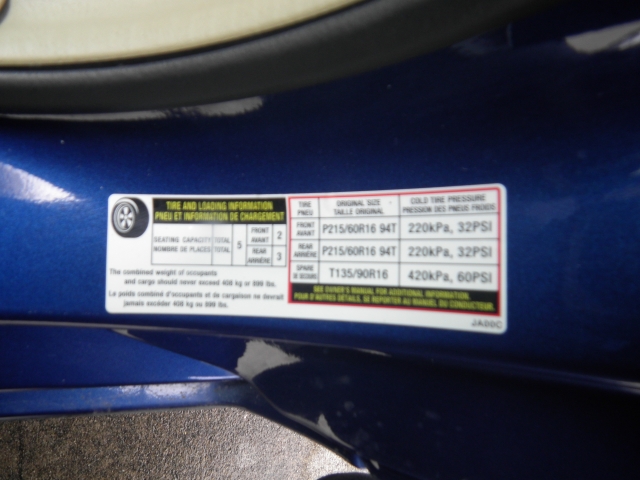 TIRE AND LOADING INFORMATION
PNEU ET INFORMATION DE CHARGEMENT
SEATING CAPACITY TOTAL 5 FRONT AVANT 2
NOMBRE DE PLACES TOTAL REAR ARRIÈRE 3
The combined weight of occupants
and cargo should never exceed 408 kg or 899 lbs.
Le poids combiné d'occupants et de cargaison ne devrait
jamais excéder 408 kg ou 899 lbs.
TIRE PNEU ORIGINAL SIZE TAILLE ORIGINALE COLD TIRE PRESSURE PRESSION DES PNEUS FROIDS
FRONT AVANT P215/60R16 94T 220kPa, 32PSI
REAR ARRIÈRE P215/60R16 94T 220kPa, 32PSI
SPARE DE SECOURS T135/90R16 420kPa, 60PSI
SEE OWNER'S MANUAL FOR ADDITIONAL INFORMATION.
POUR D'AUTRES DETAILS, SE REPORTER AU MANUEL DU CONDUCTEUR.